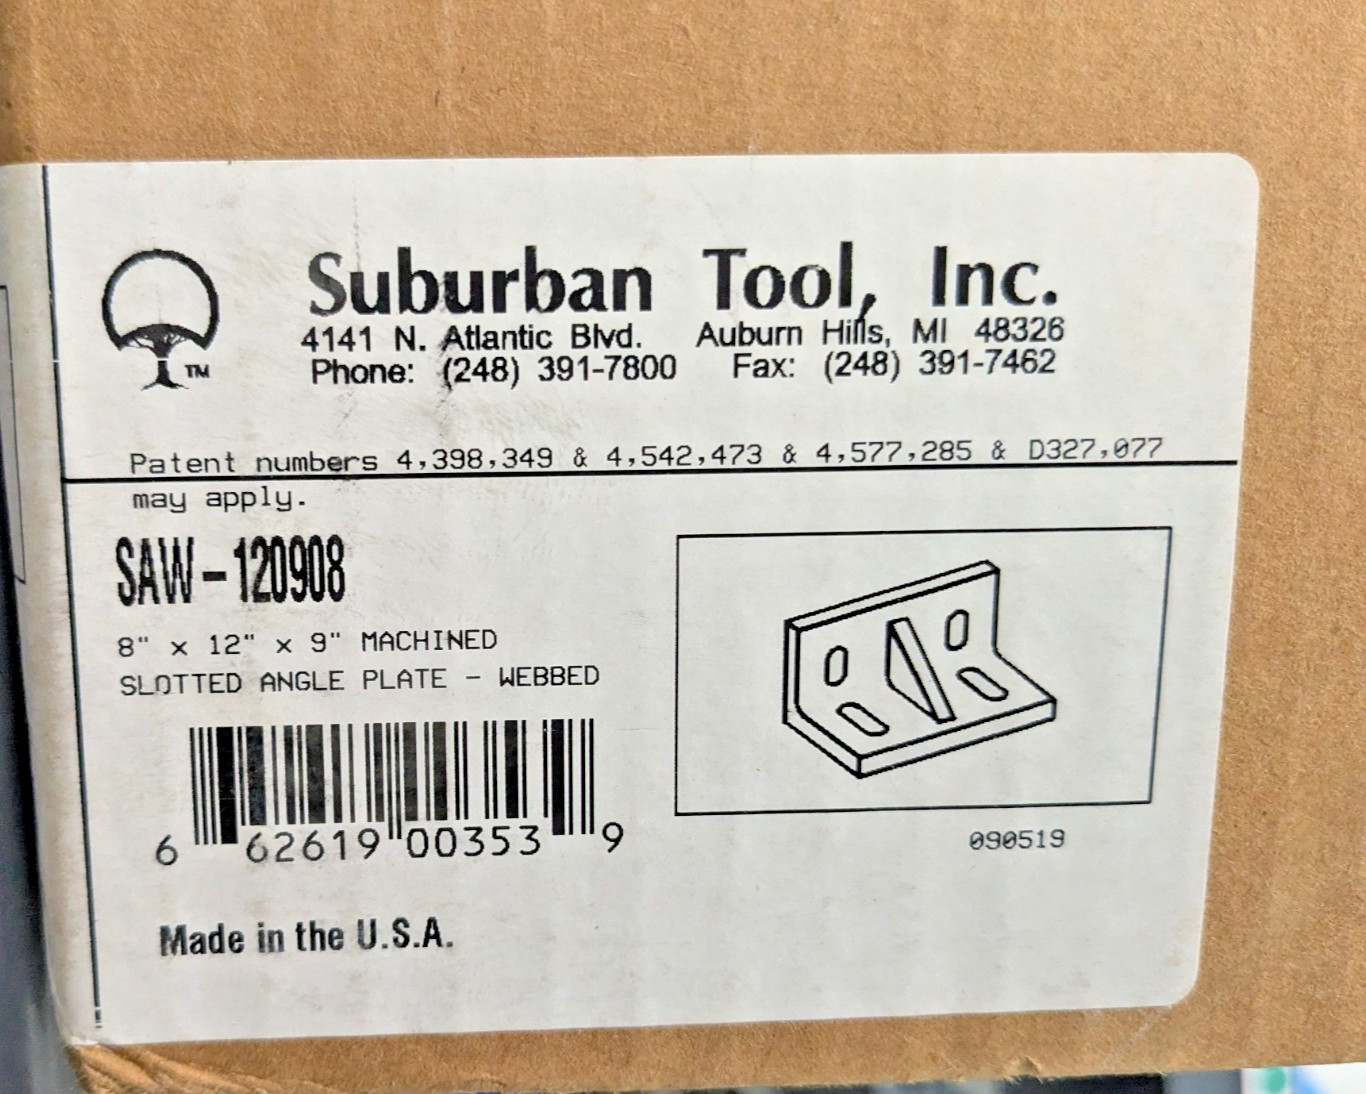 Suburban Tool, Inc.
4141 N. Atlantic Blvd. Auburn Hills, MI 48326
Phone: (248) 391-7800 Fax: (248) 391-7462
TM
Patent numbers 4,398,349 & 4,542,473 & 4,577,285 & D327,077
may apply.
SAW-120908
8" x 12" x 9" MACHINED
SLOTTED ANGLE PLATE - WEBBED
6 62619 00353 9
090519
Made in the U.S.A.